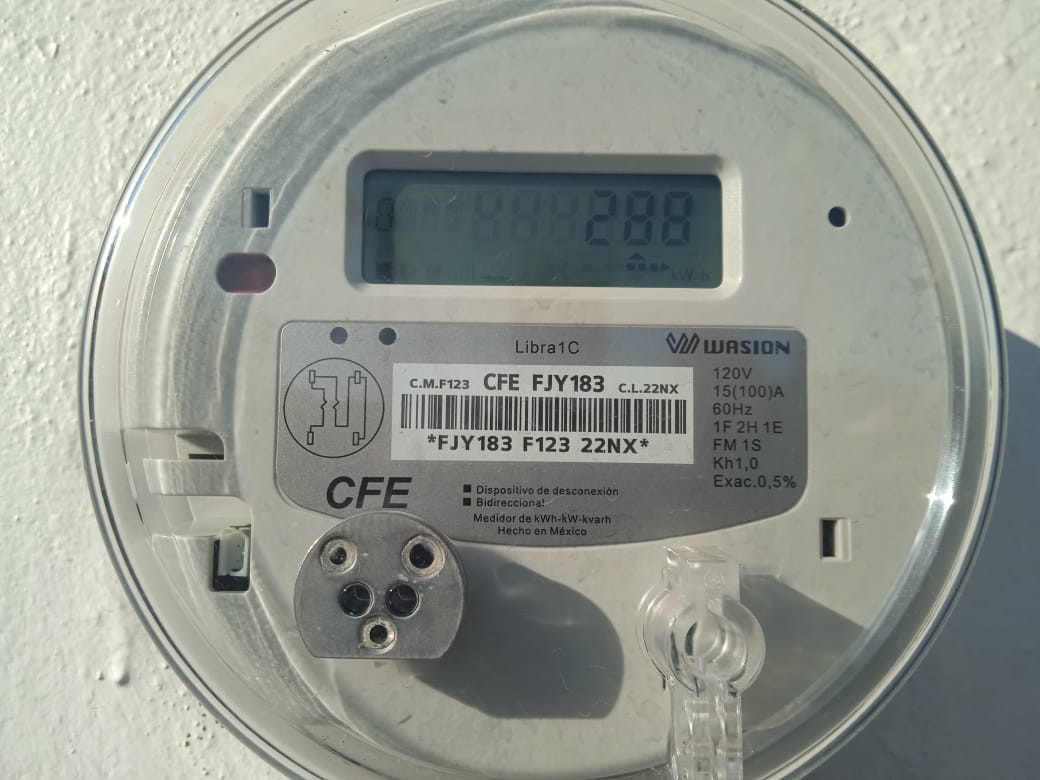 288
kW h
Libra1C
WASION
C.M.F123 CFE FJY183 C.L.22NX
*FJY183 F123 22NX*
120V
15(100)A
60Hz
1F 2H 1E
FM 1S
Kh1,0
Exac.0,5%
CFE
Dispositivo de desconexión
Bidireccional
Medidor de kWh-kW-kvarh
Hecho en México